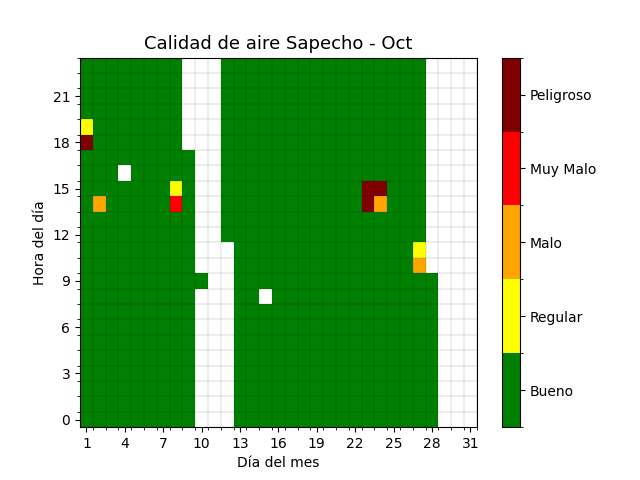 Calidad de aire Sapecho - Oct
Hora del día
21
18
15
12
9
6
3
0
1 4 7 10 13 16 19 22 25 28 31
Día del mes
Peligroso
Muy Malo
Malo
Regular
Bueno